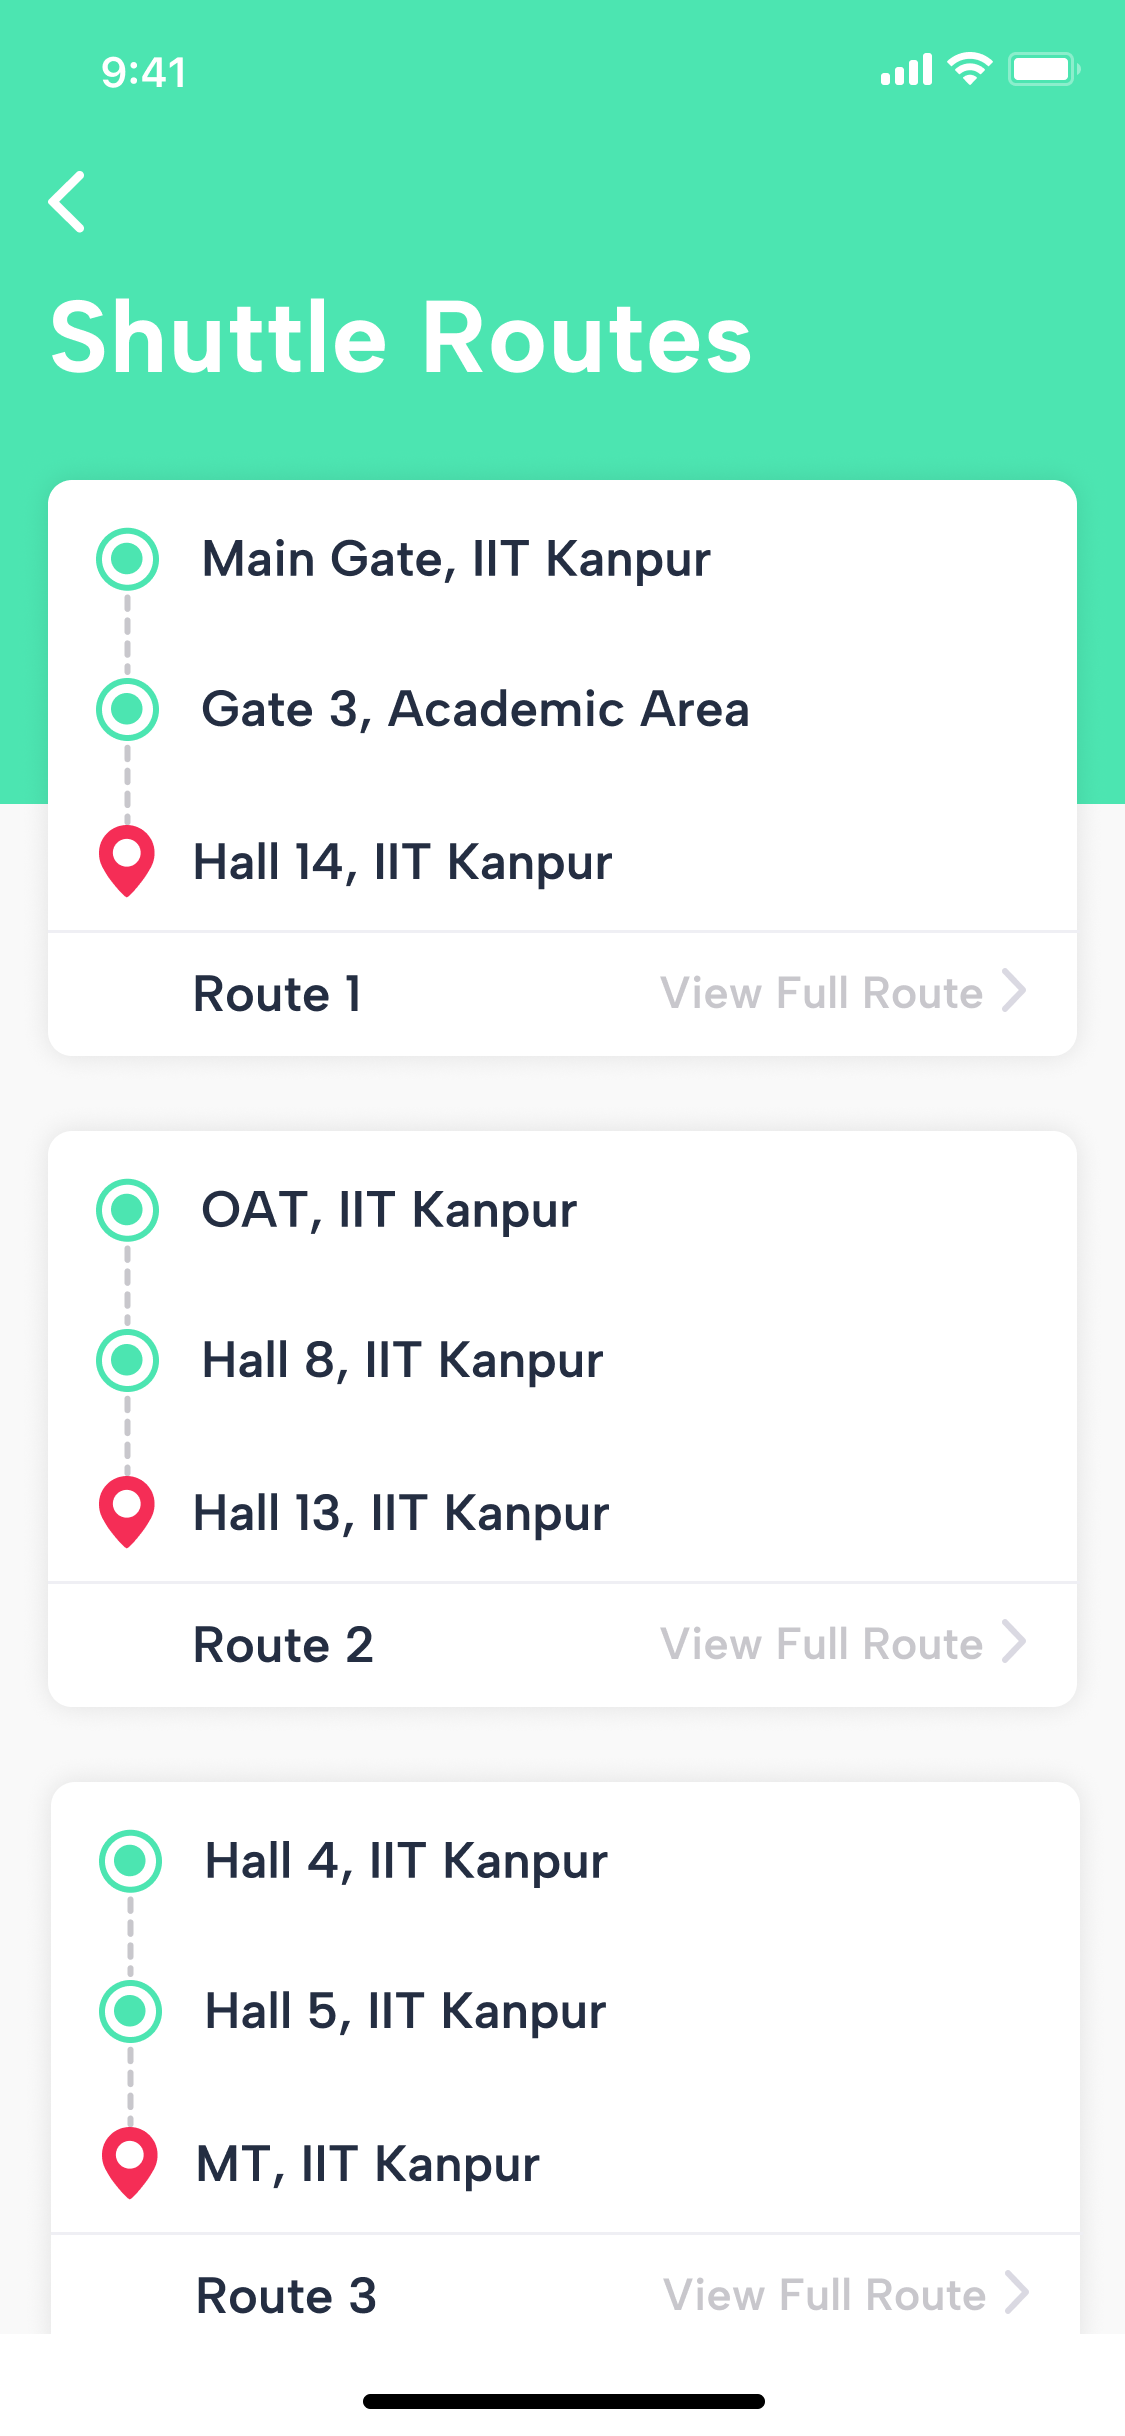 9:41
Shuttle Routes
Main Gate, IIT Kanpur
Gate 3, Academic Area
Hall 14, IIT Kanpur
Route 1 View Full Route
OAT, IIT Kanpur
Hall 8, IIT Kanpur
Hall 13, IIT Kanpur
Route 2 View Full Route
Hall 4, IIT Kanpur
Hall 5, IIT Kanpur
MT, IIT Kanpur
Route 3 View Full Route